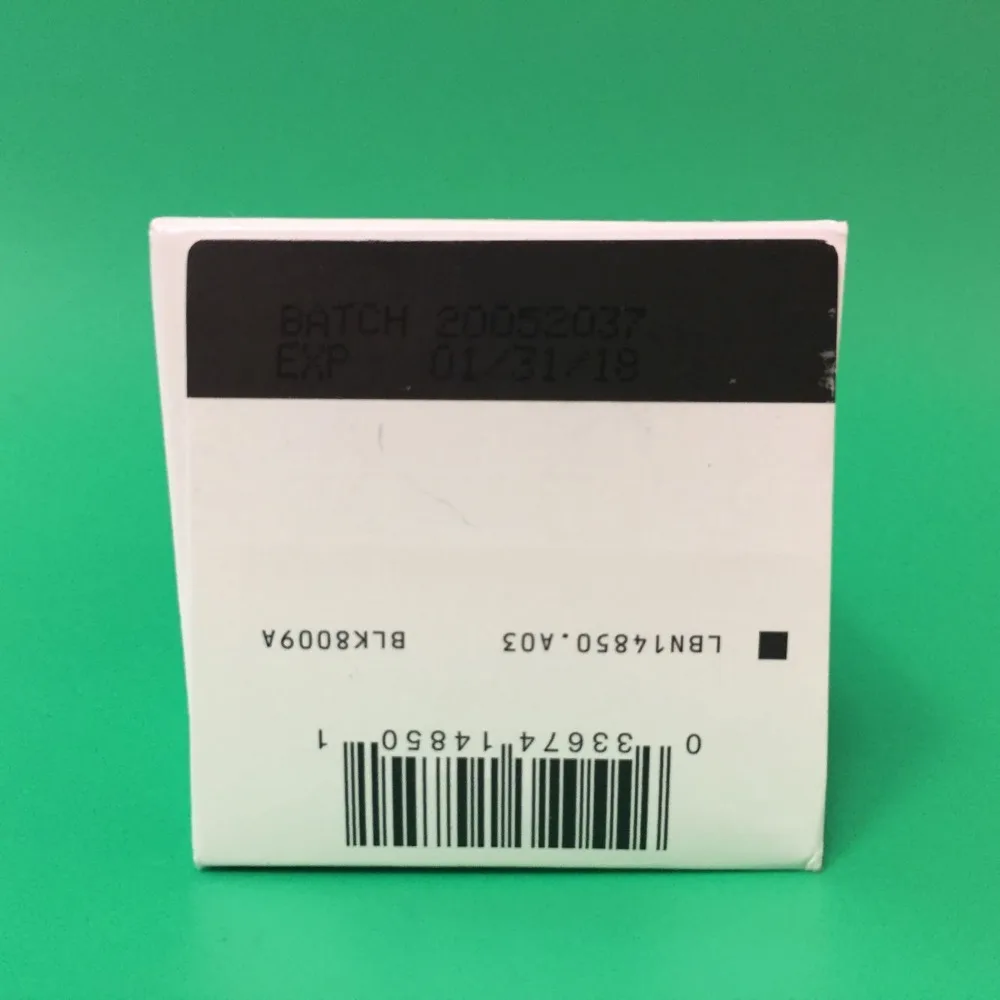 BATCH 20052037
EXP 01/31/18
LBN14850.A03 BLK8009A
0 33674 14850 1